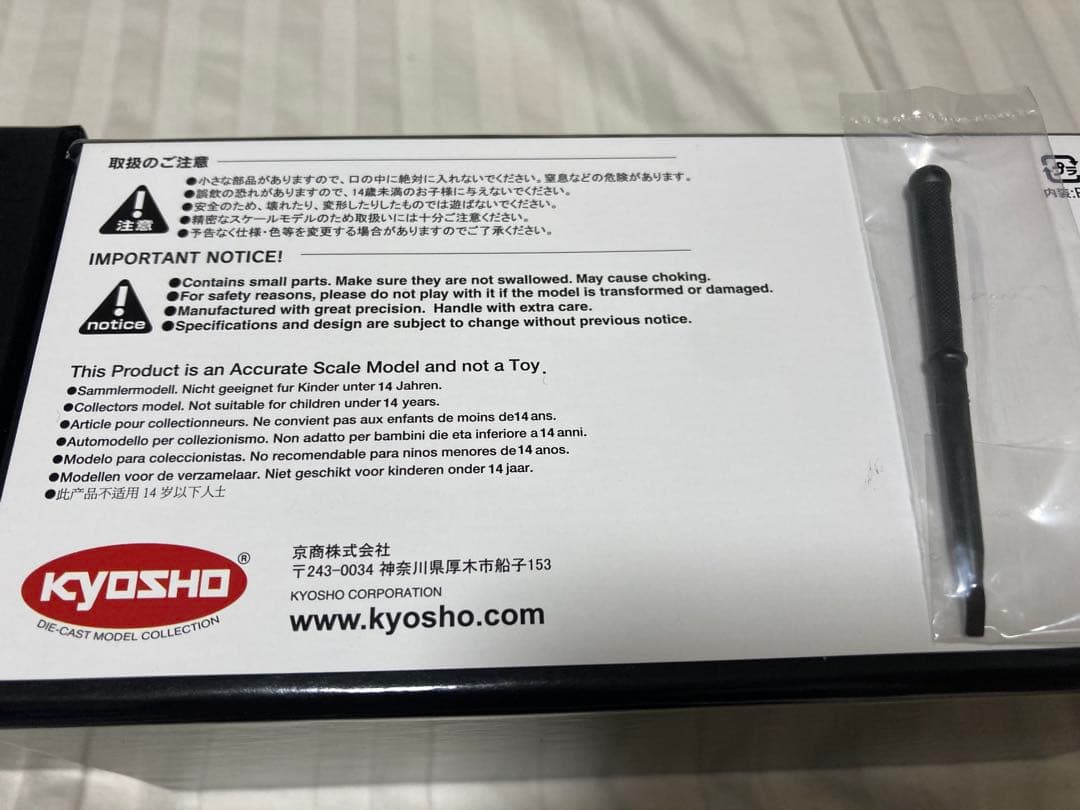 取扱のご注意
●小さな部品がありますので、口の中に絶対に入れないでください。窒息などの危険があります。
●誤飲の恐れがありますので、14歳未満のお子様に与えないでください。
●安全のため、壊れたり、変形したりしたものでは遊ばないでください。
●精密なスケールモデルのため取扱いには十分ご注意ください。
●予告なく仕様・色等を変更する場合がありますのでご了承ください。
注意
IMPORTANT NOTICE!
●Contains small parts. Make sure they are not swallowed. May cause choking.
●For safety reasons, please do not play with it if the model is transformed or damaged.
●Manufactured with great precision. Handle with extra care.
●Specifications and design are subject to change without previous notice.
notice
This Product is an Accurate Scale Model and not a Toy.
●Sammlermodell. Nicht geeignet fur Kinder unter 14 Jahren.
●Collectors model. Not suitable for children under 14 years.
●Article pour collectionneurs. Ne convient pas aux enfants de moins de14 ans.
●Automodello per collezionismo. Non adatto per bambini die eta inferiore a 14 anni.
●Modelo para coleccionistas. No recomendable para ninos menores de14 anos.
●Modellen voor de verzamelaar. Niet geschikt voor kinderen onder 14 jaar.
●此产品不适用 14 岁以下人士
KYOSHO ®
DIE-CAST MODEL COLLECTION
京商株式会社
〒243-0034 神奈川県厚木市船子153
KYOSHO CORPORATION
www.kyosho.com
プラ
内装: